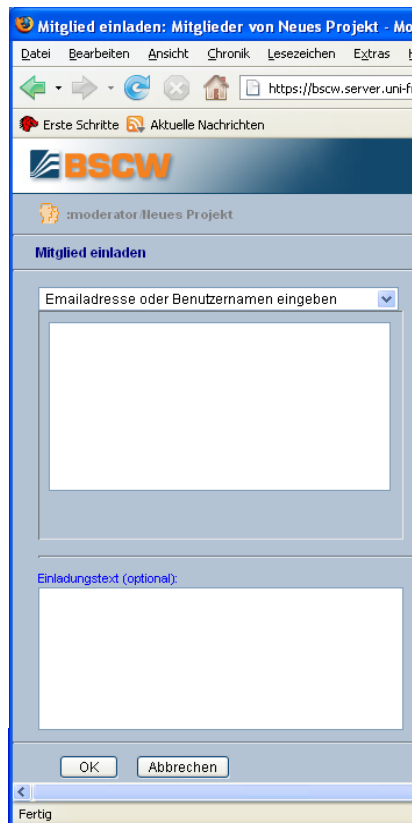 Mitglied einladen: Mitglieder von Neues Projekt - Mo
Datei Bearbeiten Ansicht Chronik Lesezeichen Extras
https://bscw.server.uni-f
Erste Schritte Aktuelle Nachrichten
BSCW
:moderator/Neues Projekt
Mitglied einladen
Emailadresse oder Benutzernamen eingeben
Einladungstext (optional):
OK Abbrechen
Fertig